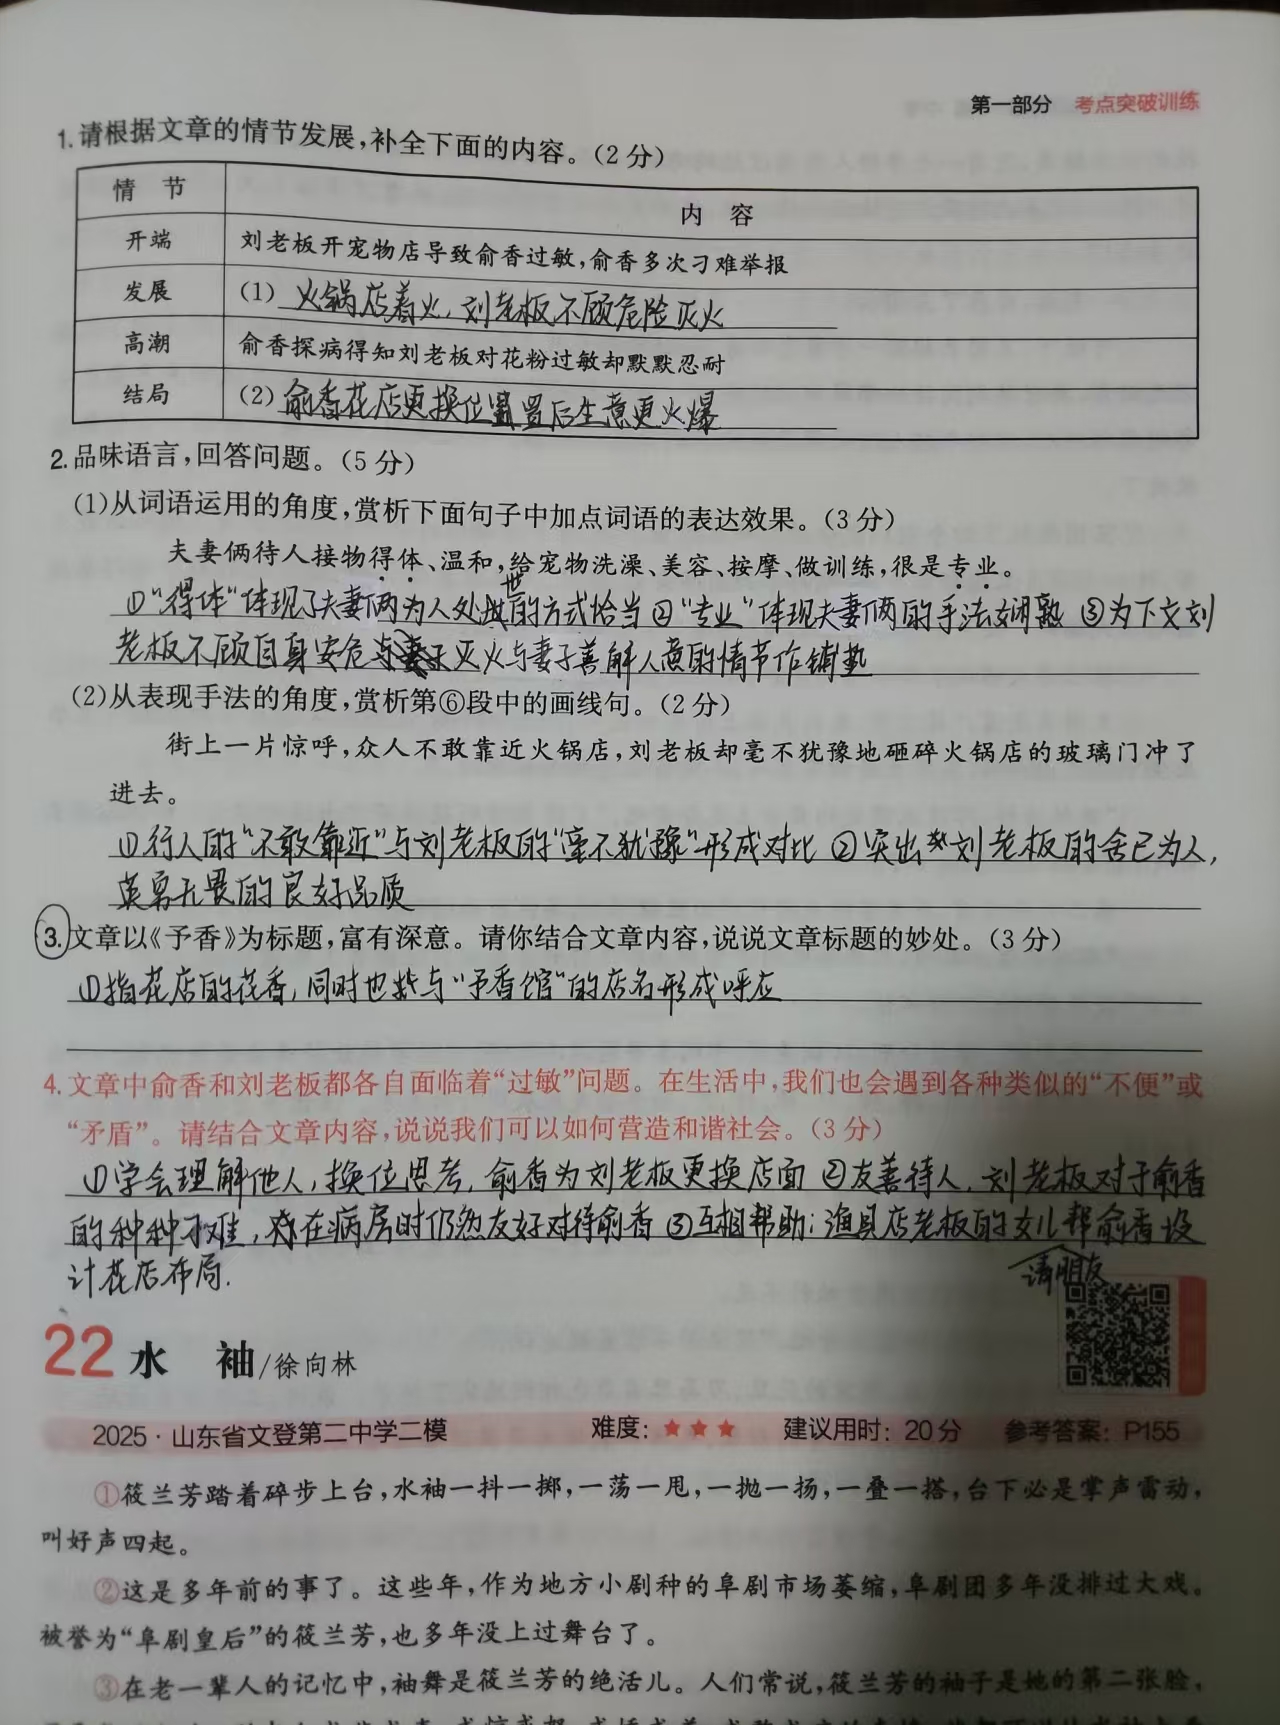 第一部分 考点突破训练
1.请根据文章的情节发展,补全下面的内容。(2分)
情 节 内 容
开端 刘老板开宠物店导致俞香过敏,俞香多次刁难举报
发展 (1) 火锅店着火,刘老板不顾危险灭火
高潮 俞香探病得知刘老板对花粉过敏却默默忍耐
结局 (2) 俞香花店更换位置后生意更火爆
2.品味语言,回答问题。(5分)
(1)从词语运用的角度,赏析下面句子中加点词语的表达效果。(3分)
夫妻俩待人接物得体、温和,给宠物洗澡、美容、按摩、做训练,很是专业。
①“得体”体现了夫妻俩为人处世的方式恰当②“专业”体现夫妻俩的手法娴熟 ③为下文刘
老板不顾自身安危灭火与妻子善解人意的情节作铺垫
(2)从表现手法的角度,赏析第⑥段中的画线句。(2分)
街上一片惊呼,众人不敢靠近火锅店,刘老板却毫不犹豫地砸碎火锅店的玻璃门冲了
进去。
①行人的“不敢靠近”与刘老板的“毫不犹豫”形成对比 ②突出刘老板的舍己为人,
英勇无畏的良好品质
3.文章以《予香》为标题,富有深意。请你结合文章内容,说说文章标题的妙处。(3分)
①指花店的花香,同时也与“予香馆”的店名形成呼应
4.文章中俞香和刘老板都各自面临着“过敏”问题。在生活中,我们也会遇到各种类似的“不便”或
“矛盾”。请结合文章内容,说说我们可以如何营造和谐社会。(3分)
①学会理解他人,换位思考,俞香为刘老板更换店面 ②友善待人,刘老板对于俞香
的种种刁难,在病房时仍然友好对待俞香 ③互相帮助:渔具店老板的女儿帮俞香设
计花店布局.
请朋友
22 水 袖/徐向林
2025·山东省文登第二中学二模 难度:★★★ 建议用时:20分 参考答案:P155
①筱兰芳踏着碎步上台,水袖一抖一掷,一荡一甩,一抛一扬,一叠一搭,台下必是掌声雷动,
叫好声四起。
②这是多年前的事了。这些年,作为地方小剧种的阜剧市场萎缩,阜剧团多年没排过大戏。
被誉为“阜剧皇后”的筱兰芳,也多年没上过舞台了。
③在老一辈人的记忆中,袖舞是筱兰芳的绝活儿。人们常说,筱兰芳的袖子是她的第二张脸,